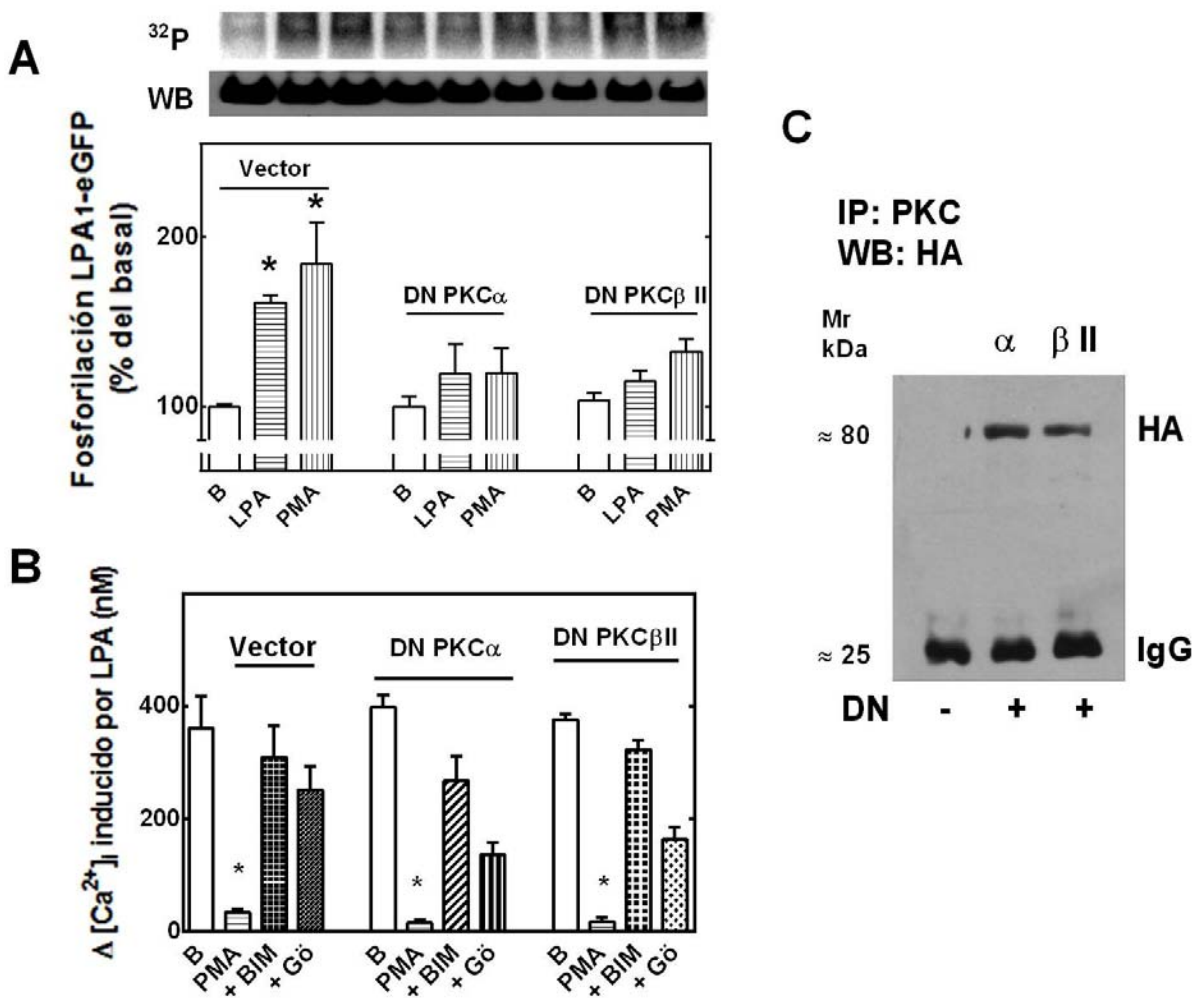 A
32P
WB
Fosforilación LPA1-eGFP
(% del basal)
200
100
Vector
*
*
DN PKCα
DN PKCβ II
B
LPA
PMA
B
LPA
PMA
B
LPA
PMA
B
Δ [Ca2+]i inducido por LPA (nM)
400
200
0
Vector
DN PKCα
DN PKCβII
*
*
*
B
PMA
+ BIM
+ Gö
B
PMA
+ BIM
+ Gö
B
PMA
+ BIM
+ Gö
C
IP: PKC
WB: HA
Mr
kDa
α
β II
≈ 80
HA
≈ 25
IgG
DN - + +